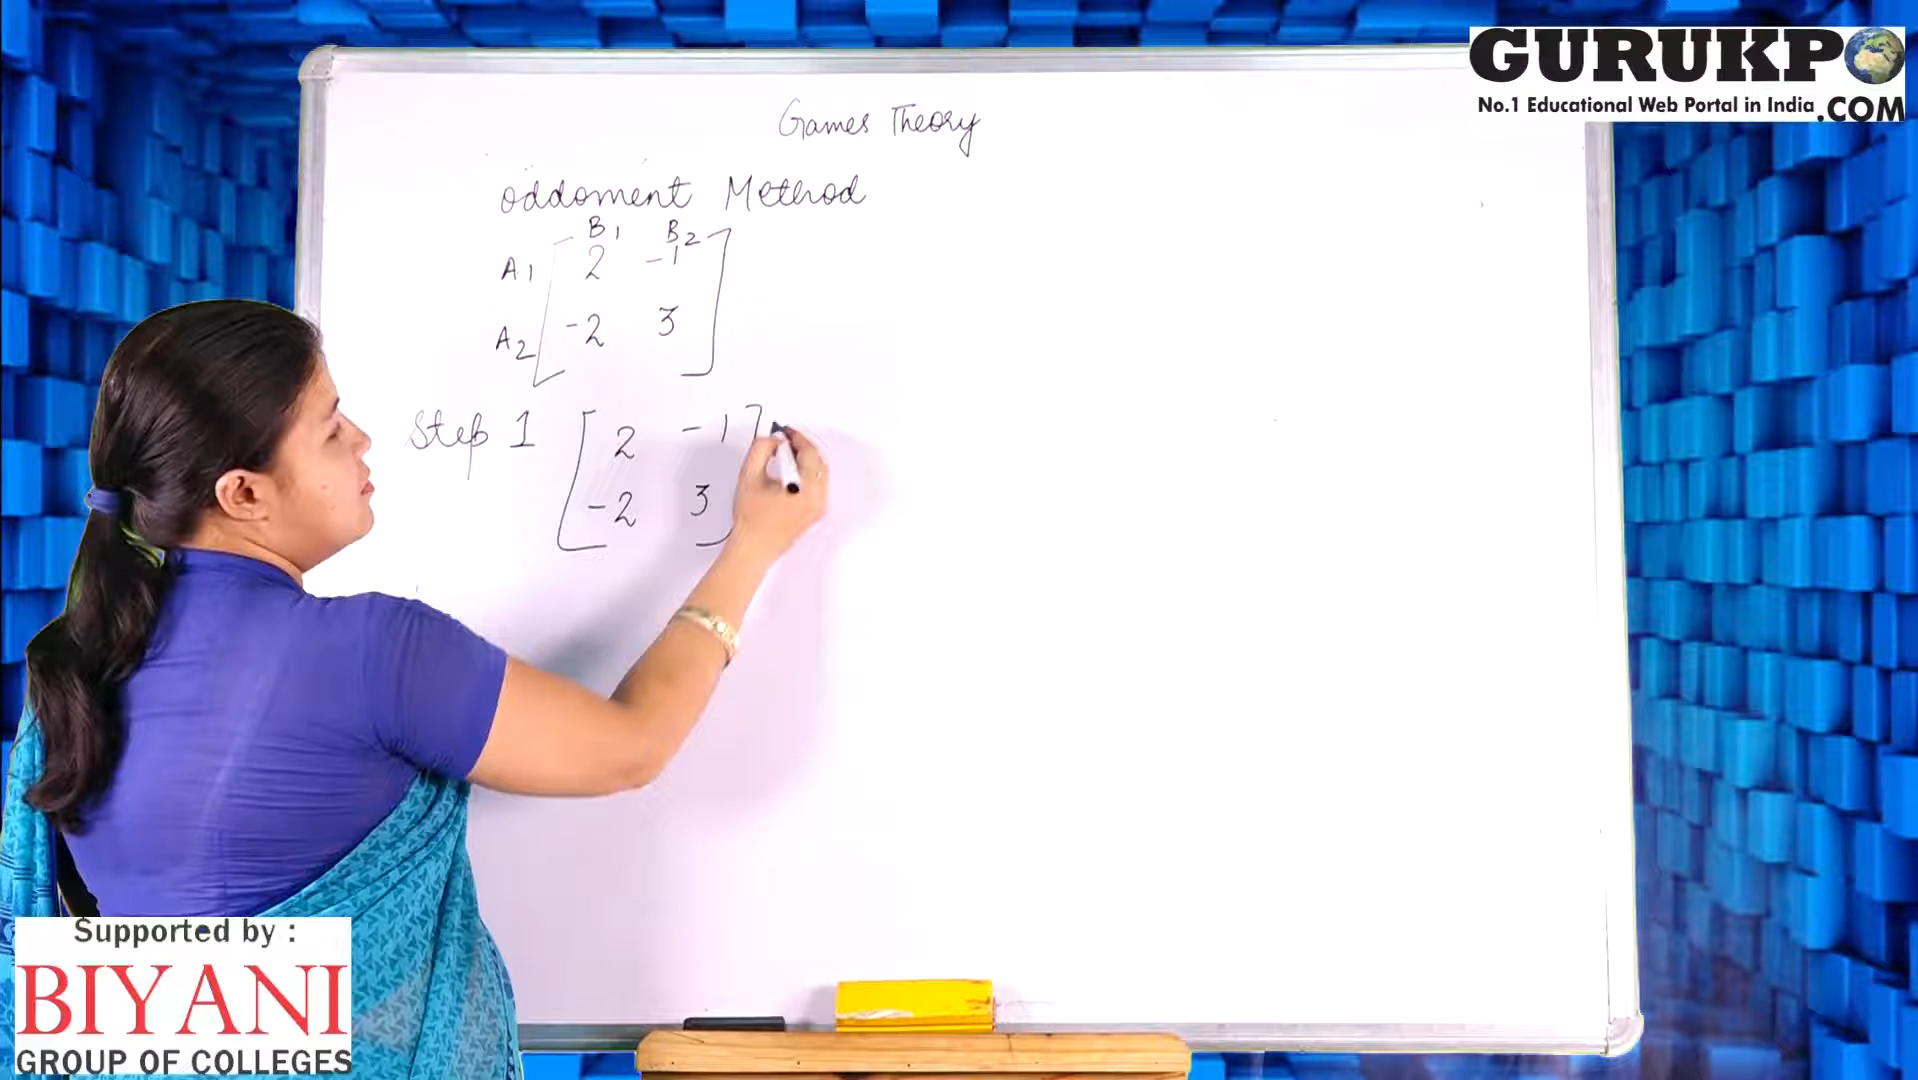 GURUKPO
No.1 Educational Web Portal in India .COM
Games Theory
Oddoment Method
B1 B2
A1 2 -1
A2 -2 3
Step 1 2 -1
-2 3
Supported by :
BIYANI
GROUP OF COLLEGES